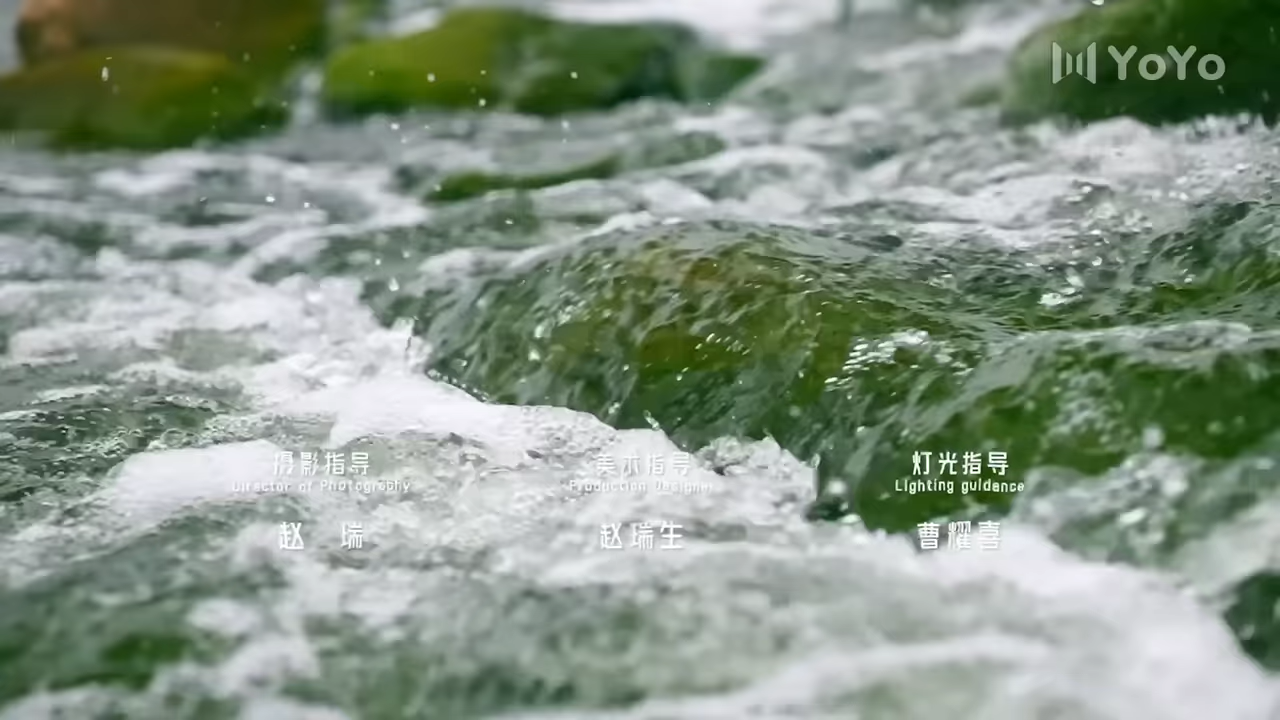 YoYo
摄影指导
Director of Photography
赵 瑞
美术指导
Production Designer
赵瑞生
灯光指导
Lighting guidance
曹耀喜